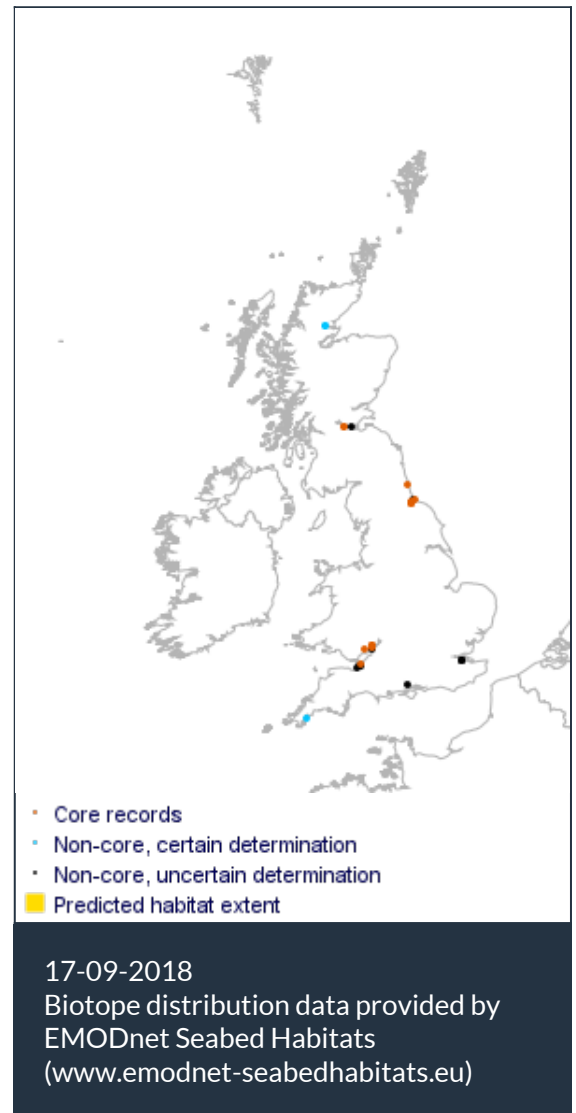 Core records
Non-core, certain determination
Non-core, uncertain determination
Predicted habitat extent
17-09-2018
Biotope distribution data provided by
EMODnet Seabed Habitats
(www.emodnet-seabedhabitats.eu)